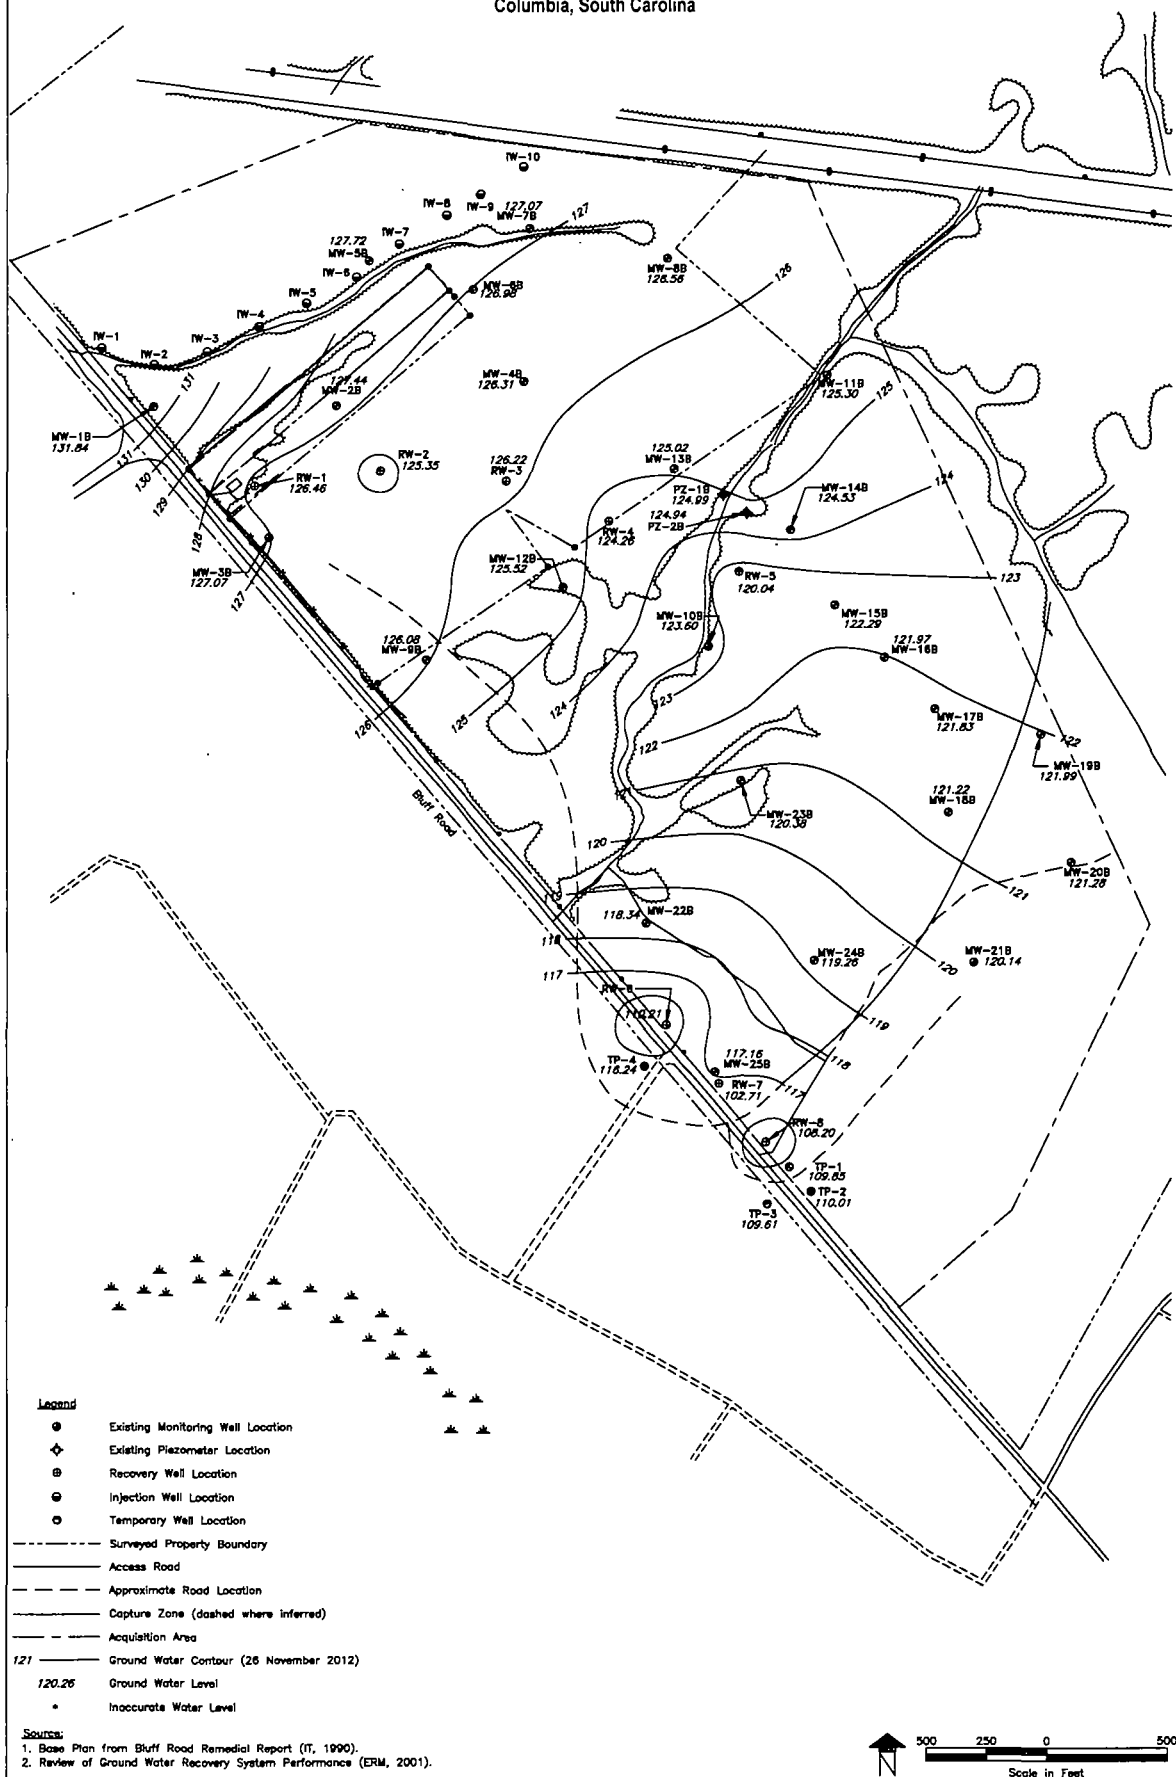 Columbia, South Carolina
IW-10
IW-9
127.07
MW-7B
IW-8
127
127.72
MW-5B
IW-7
IW-6
IW-5
IW-4
IW-3
IW-2
IW-1
MW-6B
126.98
MW-8B
126.56
126
MW-4B
126.31
127.44
MW-2B
131
MW-1B
131.84
131
130
129
128
127
RW-1
126.46
RW-2
125.35
126.22
RW-3
MW-3B
127.07
MW-11B
125.30
125
125.02
MW-13B
PZ-1B
124.99
124.94
PZ-2B
MW-14B
124.53
124
RW-4
124.26
MW-12B
125.52
RW-5
120.04
123
MW-15B
122.29
MW-10B
123.60
121.97
MW-16B
126.08
MW-9B
126
125
124
123
122
MW-17B
121.83
122
MW-19B
121.99
121.22
MW-18B
MW-23B
120.38
Bluff Road
120
121
MW-20B
121.28
119
118.34
MW-22B
118
117
MW-24B
119.26
MW-21B
120.14
120
119
118
117
110.21
TP-4
116.24
117.16
MW-25B
RW-7
102.71
RW-8
108.20
TP-1
109.85
TP-2
110.01
TP-3
109.61
Legend
Existing Monitoring Well Location
Existing Piezometer Location
Recovery Well Location
Injection Well Location
Temporary Well Location
Surveyed Property Boundary
Access Road
Approximate Road Location
Capture Zone (dashed where inferred)
Acquisition Area
121 Ground Water Contour (26 November 2012)
120.26 Ground Water Level
* Inaccurate Water Level
Source:
1. Base Plan from Bluff Road Remedial Report (IT, 1990).
2. Review of Ground Water Recovery System Performance (ERM, 2001).
N
500 250 0 500
Scale in Feet